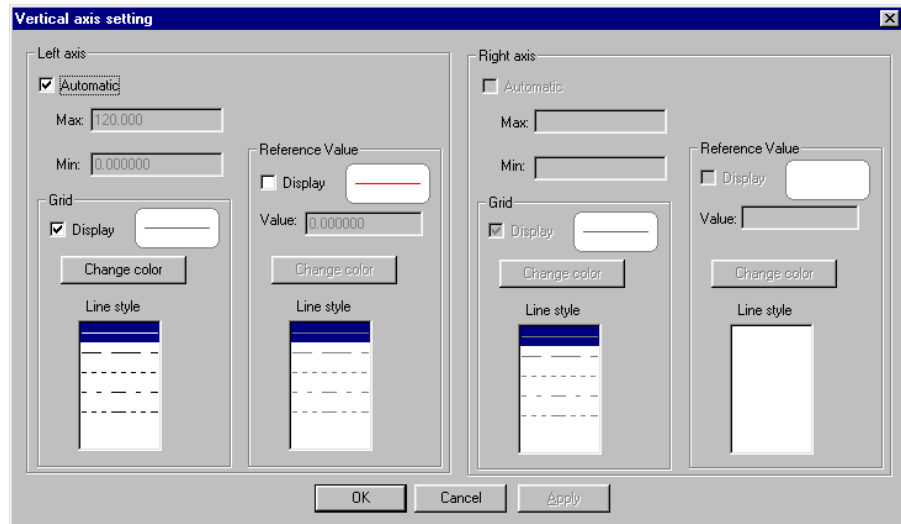 Vertical axis setting
Left axis
Automatic
Max: 120.000
Min: 0.000000
Grid
Display
Change color
Line style
Reference Value
Display
Value: 0.000000
Change color
Line style
Right axis
Automatic
Max:
Min:
Grid
Display
Change color
Line style
Reference Value
Display
Value:
Change color
Line style
OK
Cancel
Apply